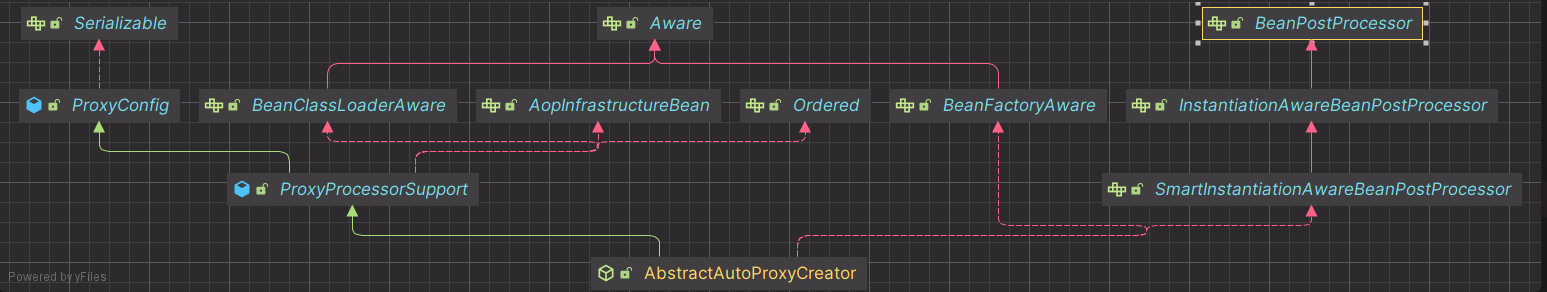 Serializable
Aware
BeanPostProcessor
ProxyConfig
BeanClassLoaderAware
AopInfrastructureBean
Ordered
BeanFactoryAware
InstantiationAwareBeanPostProcessor
ProxyProcessorSupport
SmartInstantiationAwareBeanPostProcessor
AbstractAutoProxyCreator
Powered by yFiles